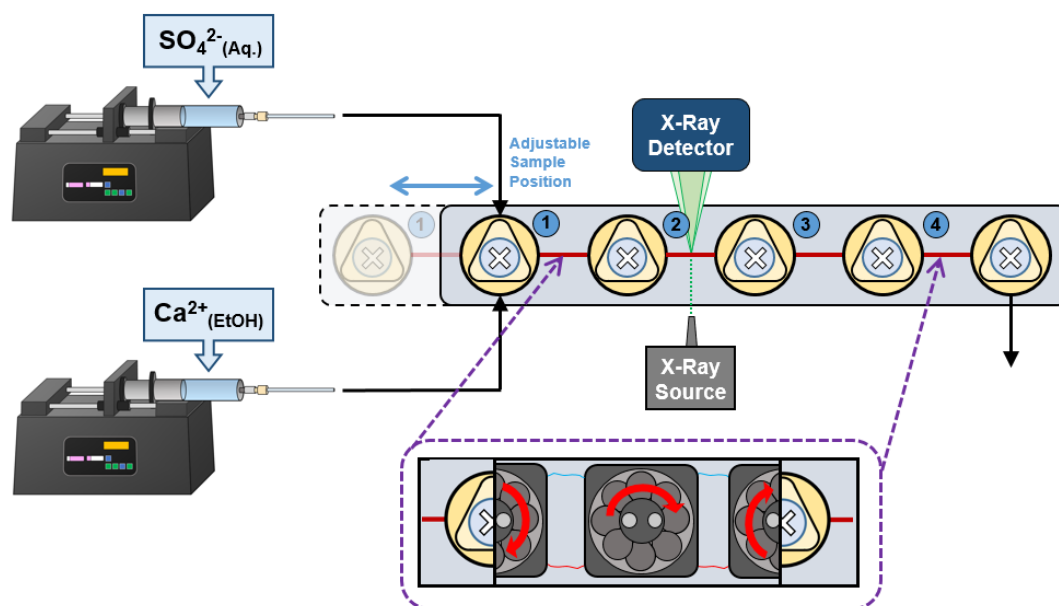 SO₄²⁻(Aq.)
X-Ray
Detector
Adjustable
Sample
Position
1
1
2
3
4
Ca²⁺(EtOH)
X-Ray
Source